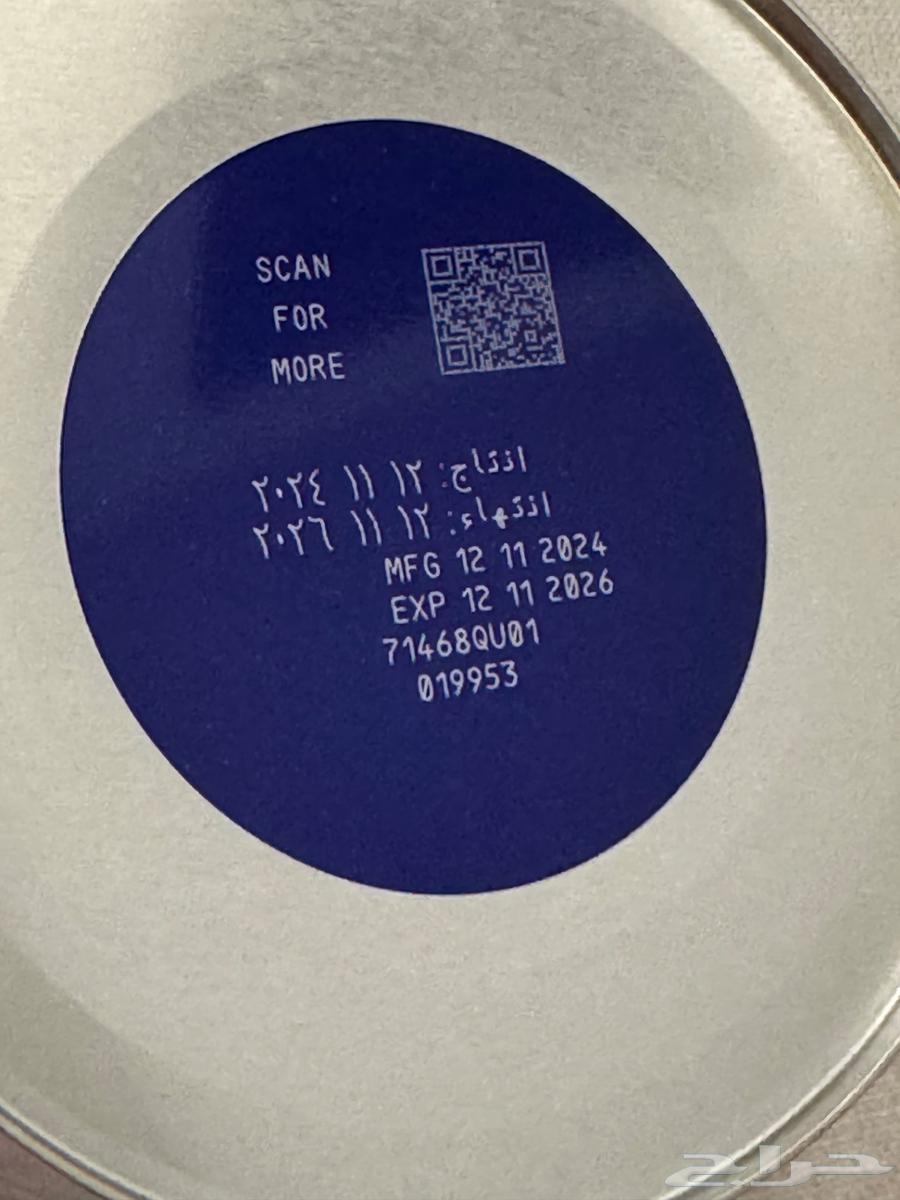 SCAN
FOR
MORE
انتاج: ١٢ ١١ ٢٠٢٤
انتهاء: ١٢ ١١ ٢٠٢٦
MFG 12 11 2024
EXP 12 11 2026
71468QU01
019953
حراج